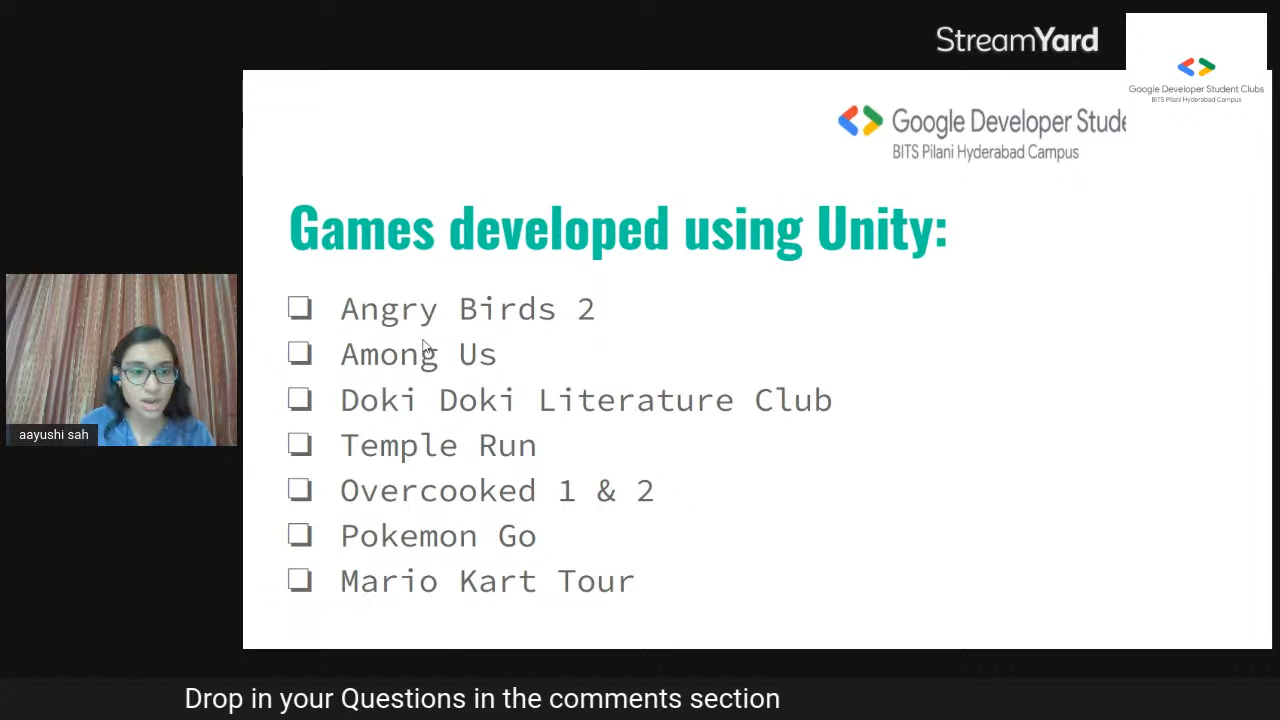 StreamYard
Google Developer Student Clubs
BITS Pilani Hyderabad Campus
Google Developer Stude
BITS Pilani Hyderabad Campus
Games developed using Unity:
Angry Birds 2
Among Us
Doki Doki Literature Club
Temple Run
Overcooked 1 & 2
Pokemon Go
Mario Kart Tour
aayushi sah
Drop in your Questions in the comments section